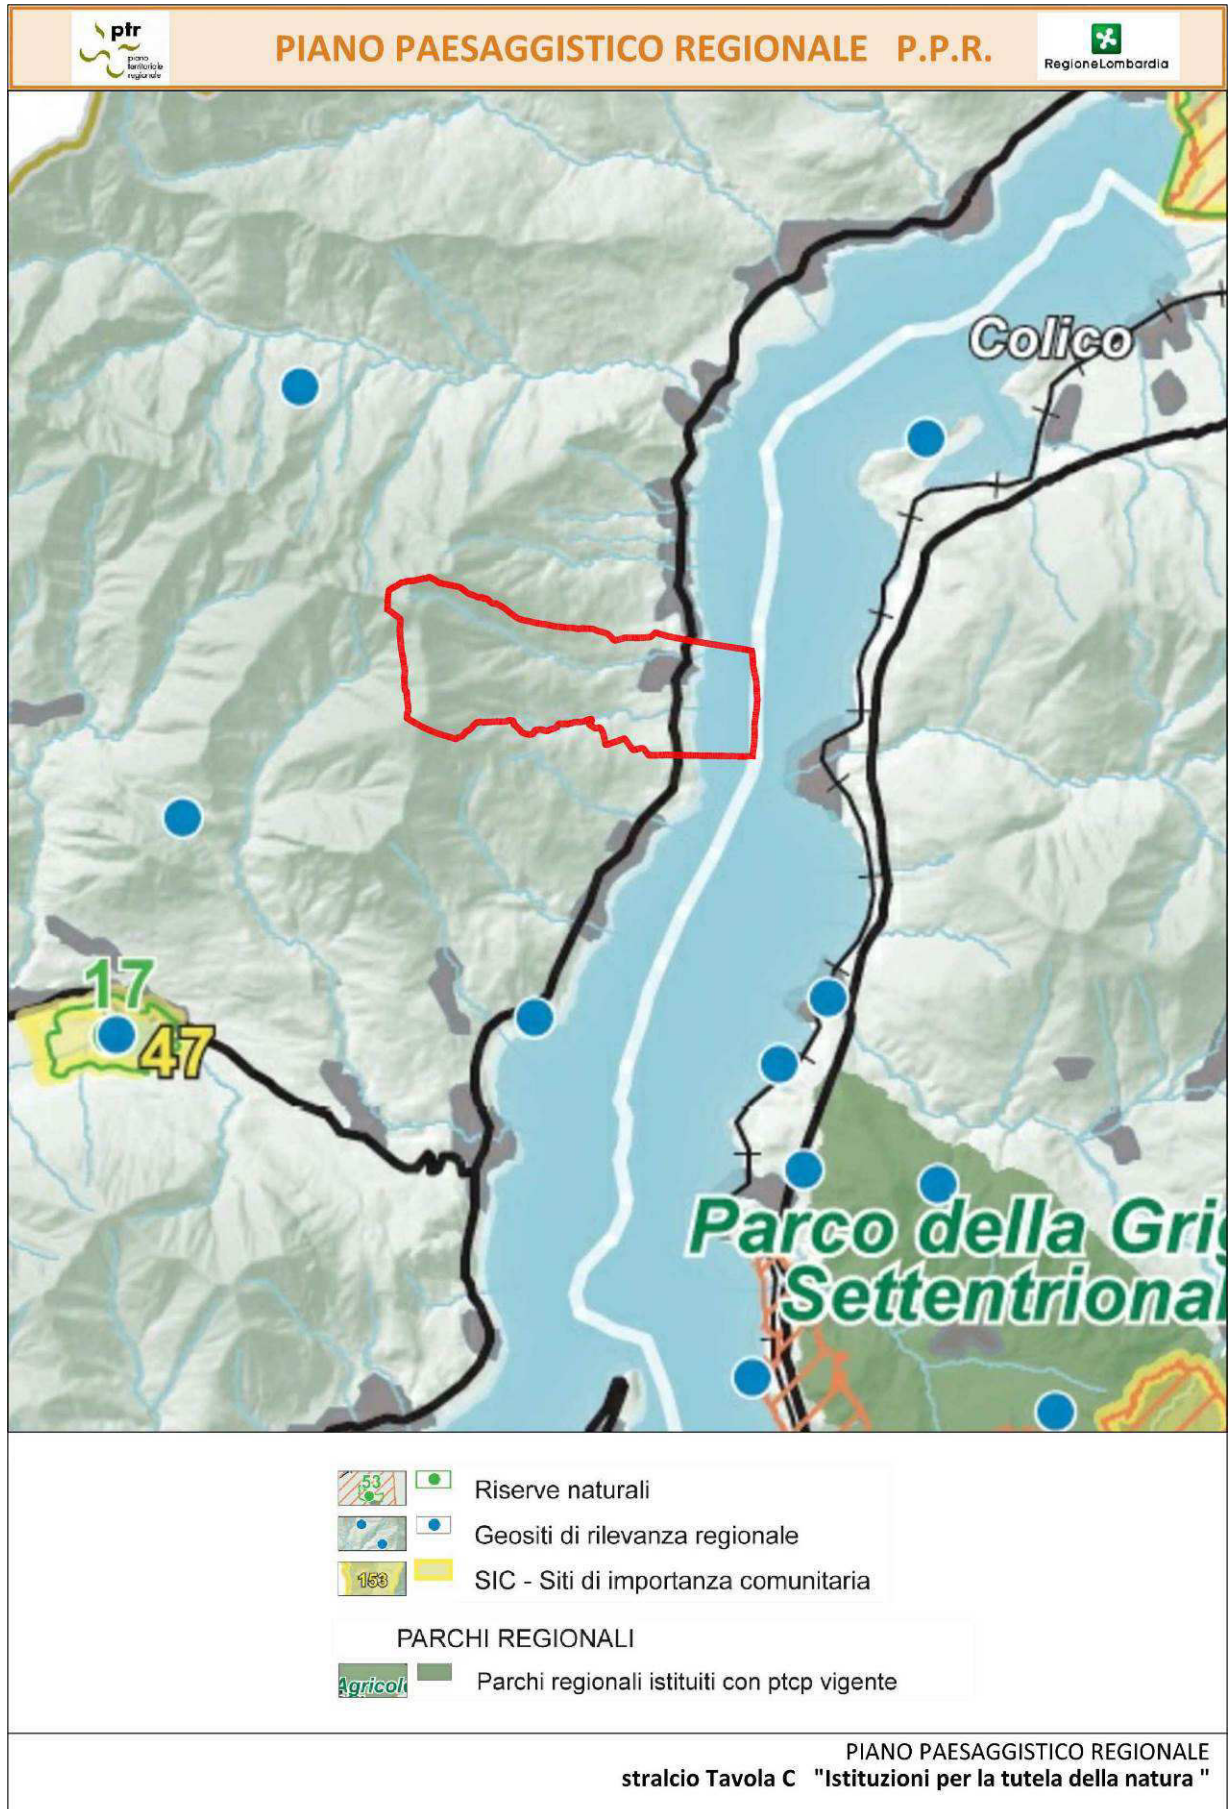 ptr
piano
territoriale
regionale
PIANO PAESAGGISTICO REGIONALE P.P.R.
RegioneLombardia
Colico
17
47
Parco della Grig
Settentrional
53
Riserve naturali
Geositi di rilevanza regionale
153
SIC - Siti di importanza comunitaria
PARCHI REGIONALI
Agricol
Parchi regionali istituiti con ptcp vigente
PIANO PAESAGGISTICO REGIONALE
stralcio Tavola C "Istituzioni per la tutela della natura "